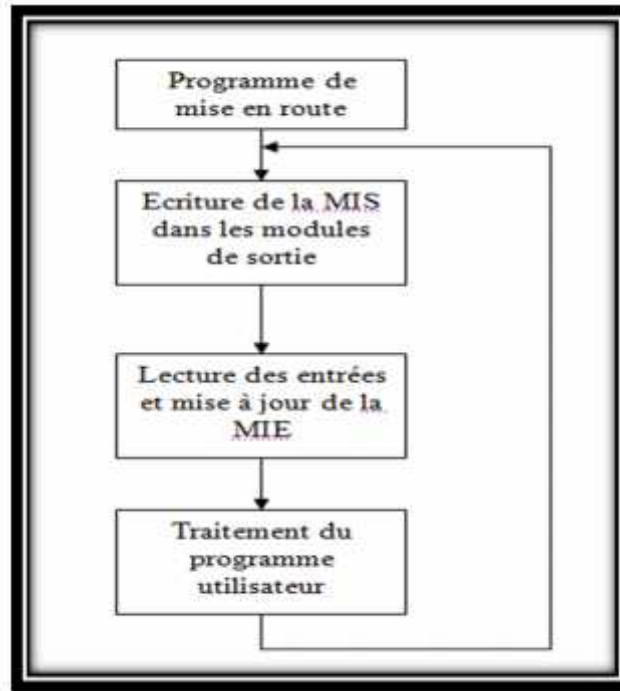 Programme de
mise en route
Ecriture de la MIS
dans les modules
de sortie
Lecture des entrées
et mise à jour de la
MIE
Traitement du
programme
utilisateur